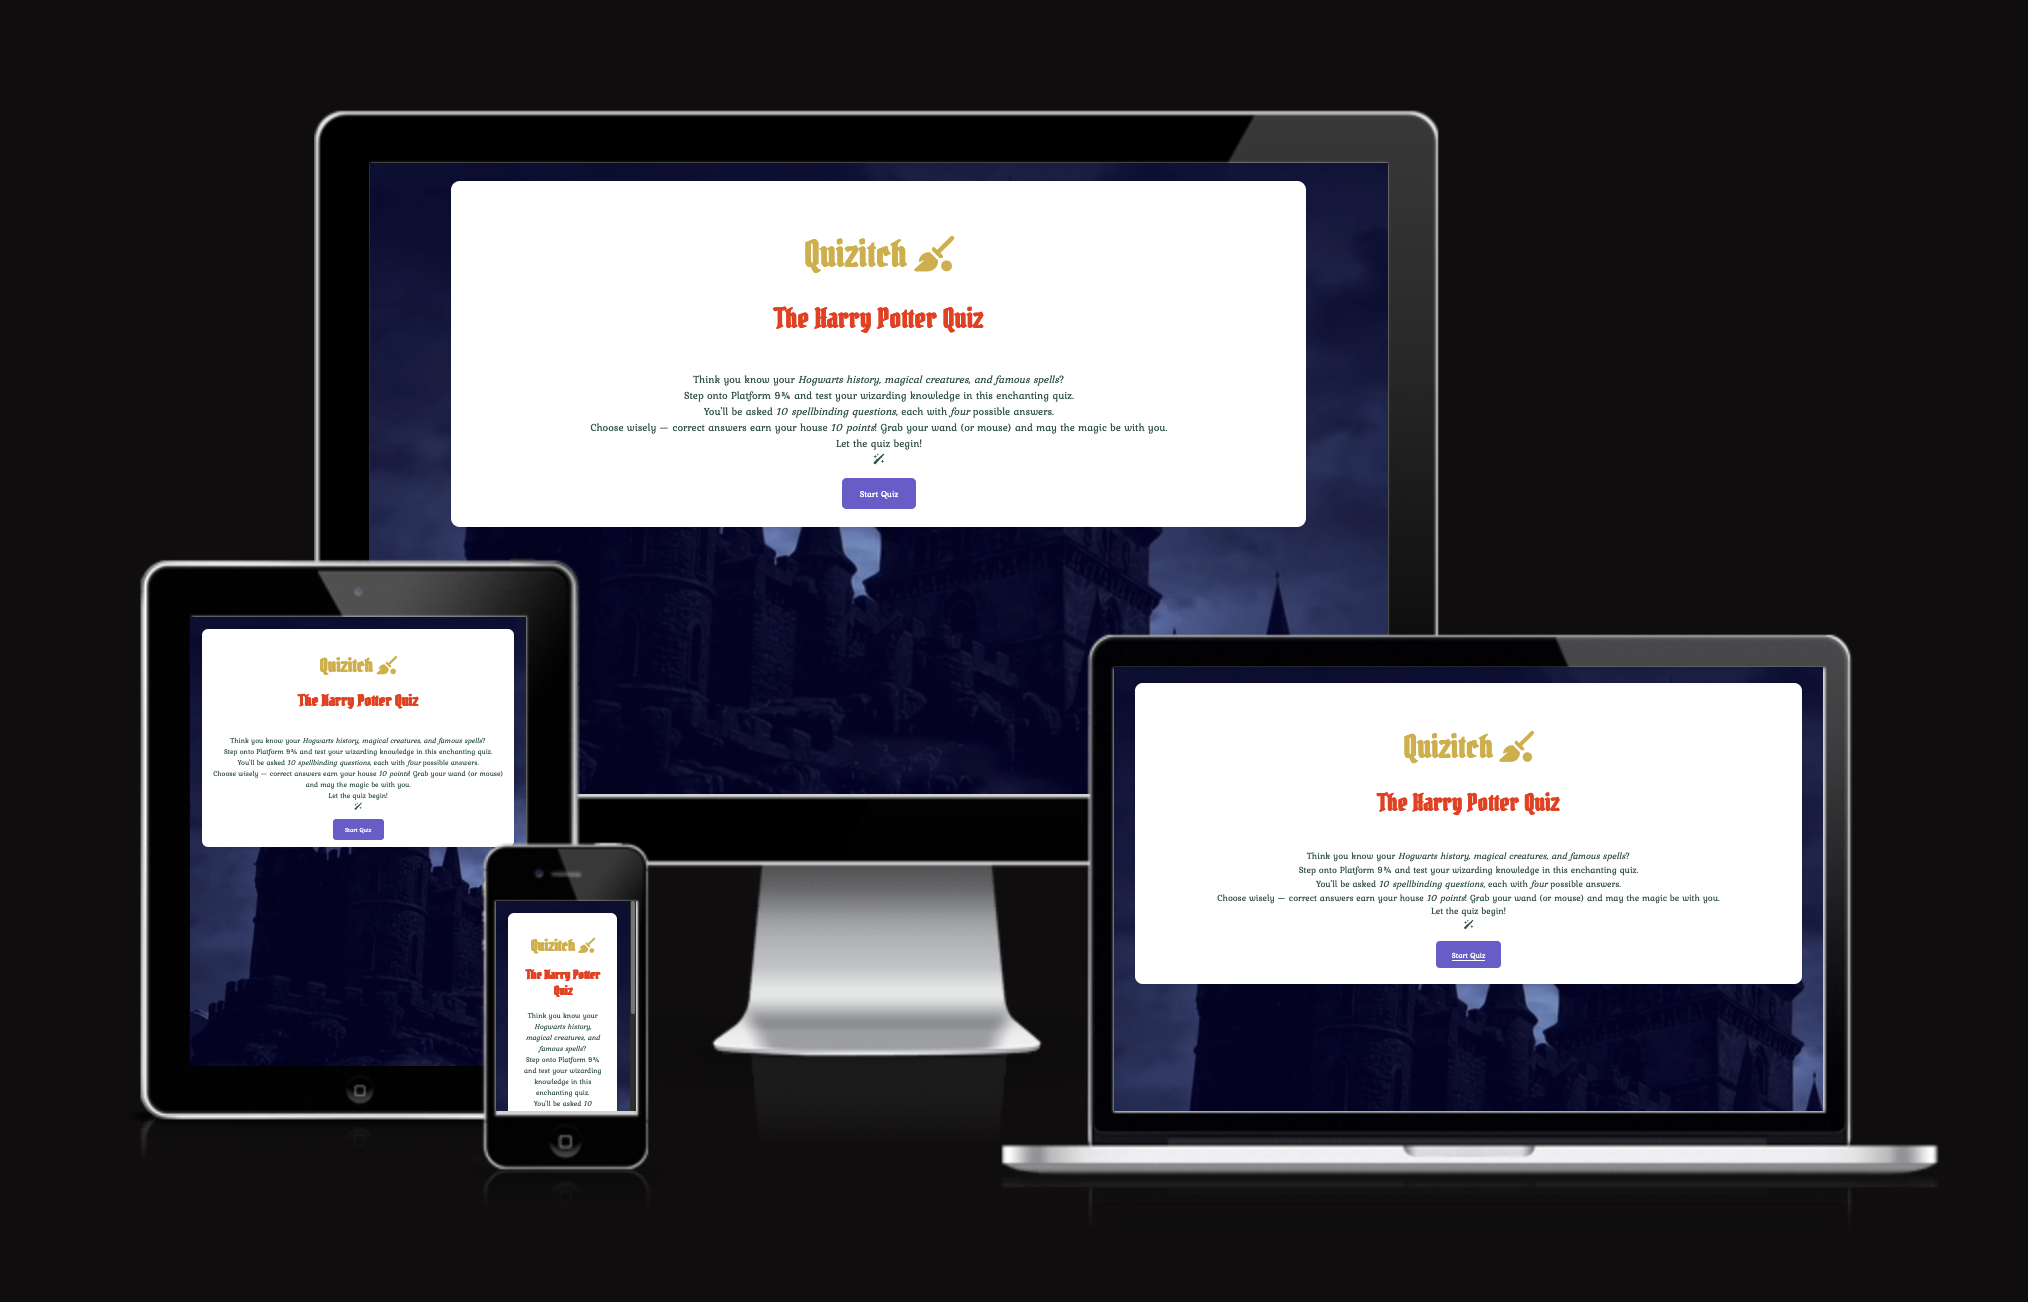 Quizitch
The Harry Potter Quiz
Think you know your Hogwarts history, magical creatures, and famous spells?
Step onto Platform 9¾ and test your wizarding knowledge in this enchanting quiz.
You'll be asked 10 spellbinding questions, each with four possible answers.
Choose wisely — correct answers earn your house 10 points! Grab your wand (or mouse) and may the magic be with you.
Let the quiz begin!
Start Quiz
Quizitch
The Harry Potter Quiz
Think you know your Hogwarts history, magical creatures, and famous spells?
Step onto Platform 9¾ and test your wizarding knowledge in this enchanting quiz.
You'll be asked 10 spellbinding questions, each with four possible answers.
Choose wisely — correct answers earn your house 10 points! Grab your wand (or mouse)
and may the magic be with you.
Let the quiz begin!
Start Quiz
Quizitch
The Harry Potter
Quiz
Think you know your
Hogwarts history,
magical creatures, and
famous spells?
Step onto Platform 9¾
and test your wizarding
knowledge in this
enchanting quiz.
You'll be asked 10
Quizitch
The Harry Potter Quiz
Think you know your Hogwarts history, magical creatures, and famous spells?
Step onto Platform 9¾ and test your wizarding knowledge in this enchanting quiz.
You'll be asked 10 spellbinding questions, each with four possible answers.
Choose wisely — correct answers earn your house 10 points! Grab your wand (or mouse) and may the magic be with you.
Let the quiz begin!
Start Quiz